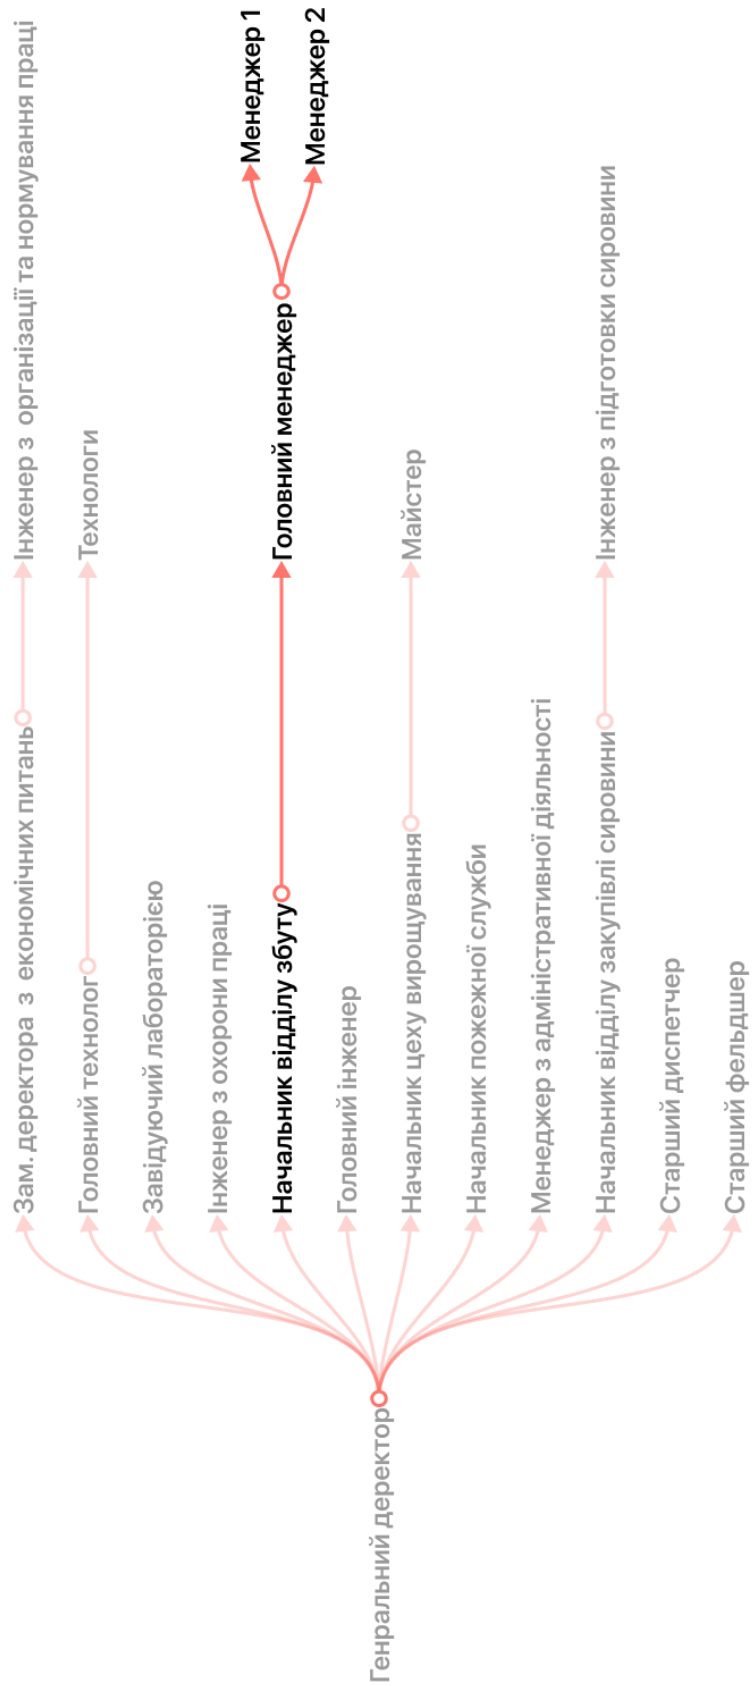 Генральний деректор
Зам. деректора з економічних питань
Інженер з організації та нормування праці
Головний технолог
Технологи
Завідуючий лабораторією
Інженер з охорони праці
Начальник відділу збуту
Головний менеджер
Менеджер 1
Менеджер 2
Головний інженер
Начальник цеху вирощування
Майстер
Начальник пожежної служби
Менеджер з адміністративної діяльності
Начальник відділу закупівлі сировини
Інженер з підготовки сировини
Старший диспетчер
Старший фельдшер